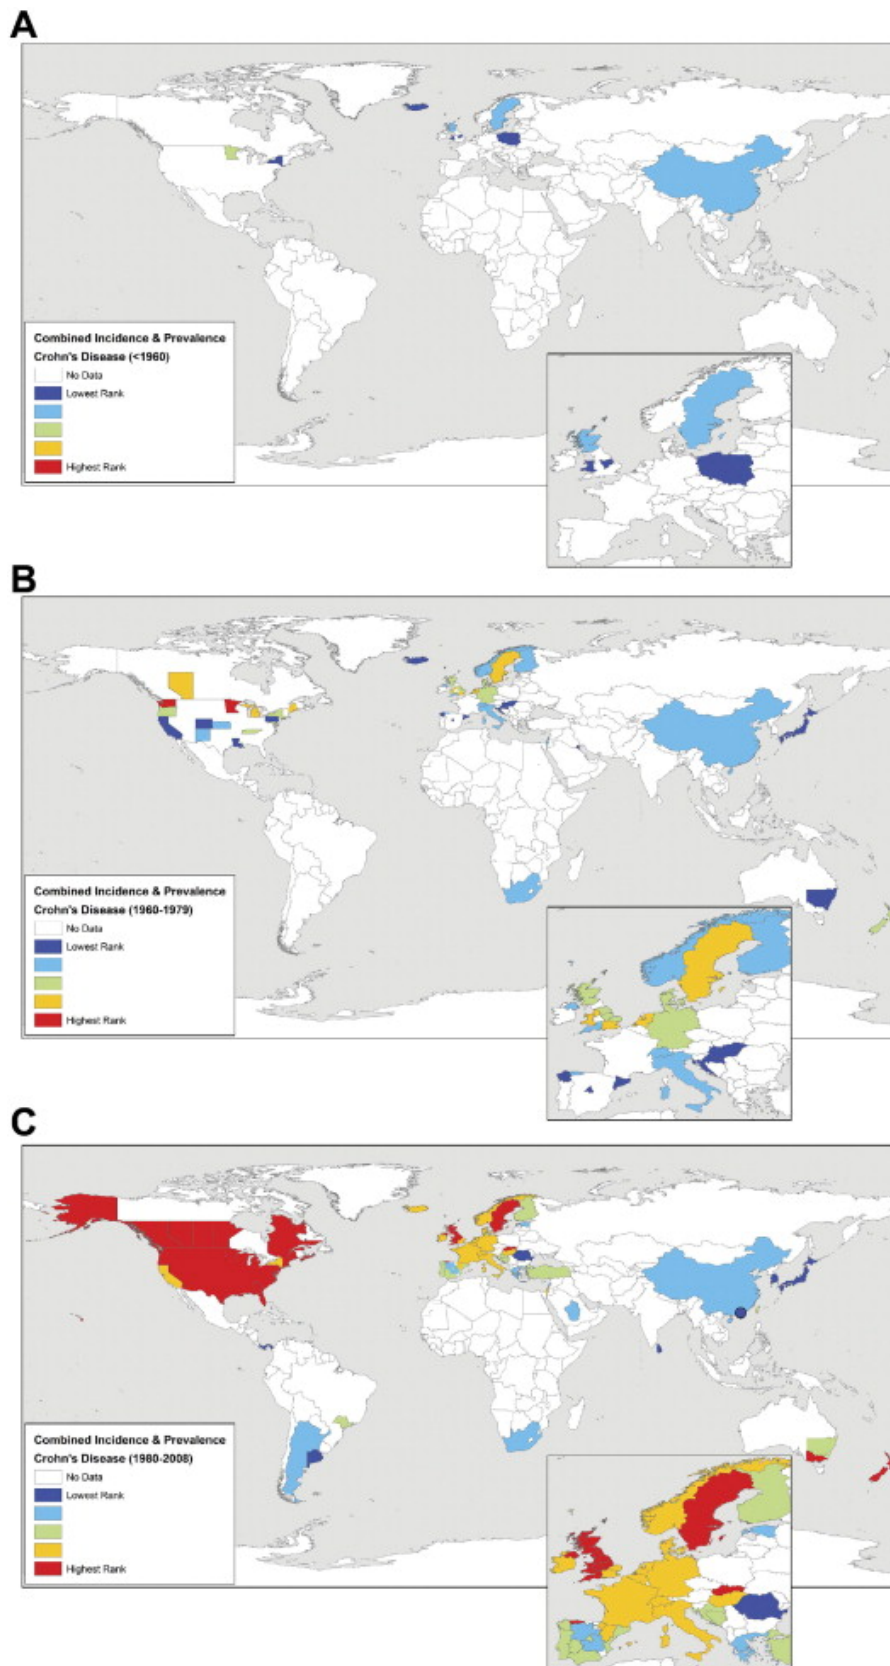 A
Combined Incidence & Prevalence
Crohn's Disease (<1960)
No Data
Lowest Rank
Highest Rank
B
Combined Incidence & Prevalence
Crohn's Disease (1960-1979)
No Data
Lowest Rank
Highest Rank
C
Combined Incidence & Prevalence
Crohn's Disease (1980-2008)
No Data
Lowest Rank
Highest Rank